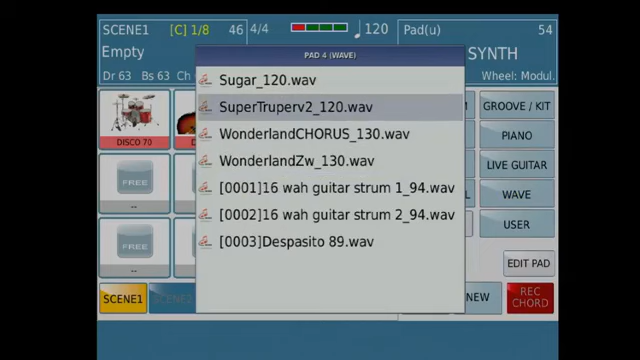 SCENE1 [C] 1/8 46 4/4 120 Pad(u) 54
Empty SYNTH
Dr 63 Bs 63 Ch Wheel: Modul.
PAD 4 (WAVE)
Sugar_120.wav
SuperTruperv2_120.wav
WonderlandCHORUS_130.wav
WonderlandZw_130.wav
[0001]16 wah guitar strum 1_94.wav
[0002]16 wah guitar strum 2_94.wav
[0003]Despasito 89.wav
DISCO 70
FREE
--
FREE
FREE
--
FREE
GROOVE / KIT
PIANO
LIVE GUITAR
WAVE
USER
EDIT PAD
SCENE1
SCENE2
NEW
REC
CHORD